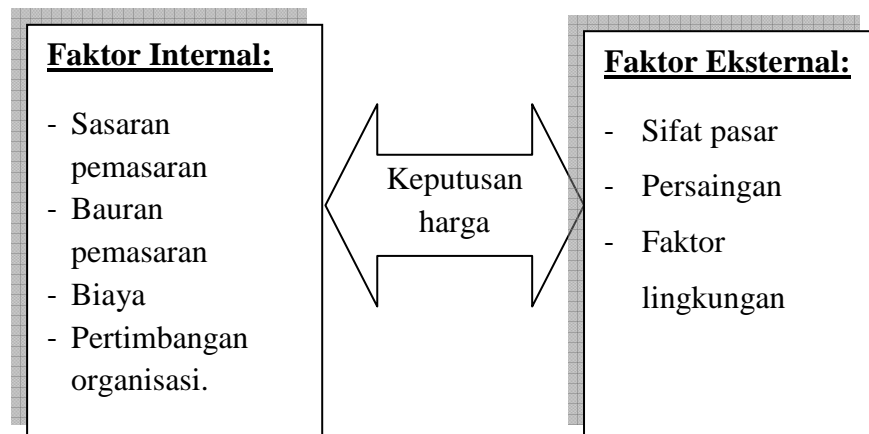 Faktor Internal:
- Sasaran
pemasaran
- Bauran
pemasaran
- Biaya
- Pertimbangan
organisasi.
Keputusan
harga
Faktor Eksternal:
- Sifat pasar
- Persaingan
- Faktor
lingkungan